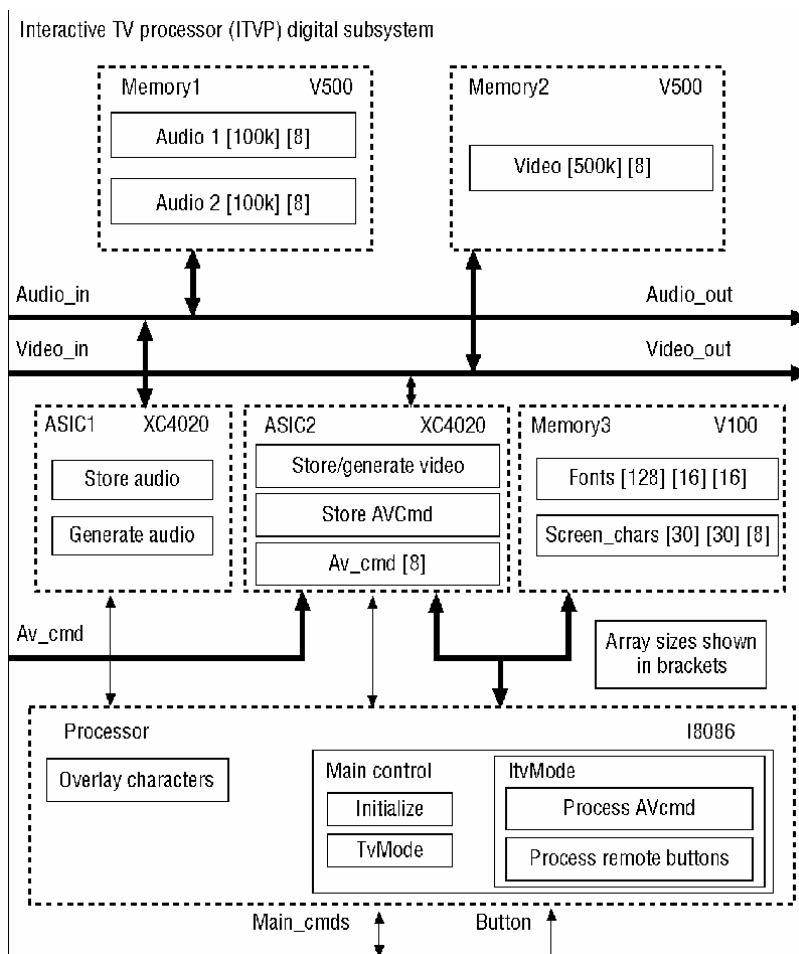 Interactive TV processor (ITVP) digital subsystem
Memory1 V500
Audio 1 [100k] [8]
Audio 2 [100k] [8]
Memory2 V500
Video [500k] [8]
Audio_in Audio_out
Video_in Video_out
ASIC1 XC4020
Store audio
Generate audio
ASIC2 XC4020
Store/generate video
Store AVCmd
Av_cmd [8]
Memory3 V100
Fonts [128] [16] [16]
Screen_chars [30] [30] [8]
Av_cmd
Array sizes shown
in brackets
Processor I8086
Overlay characters
Main control
Initialize
TvMode
ItvMode
Process AVcmd
Process remote buttons
Main_cmds Button